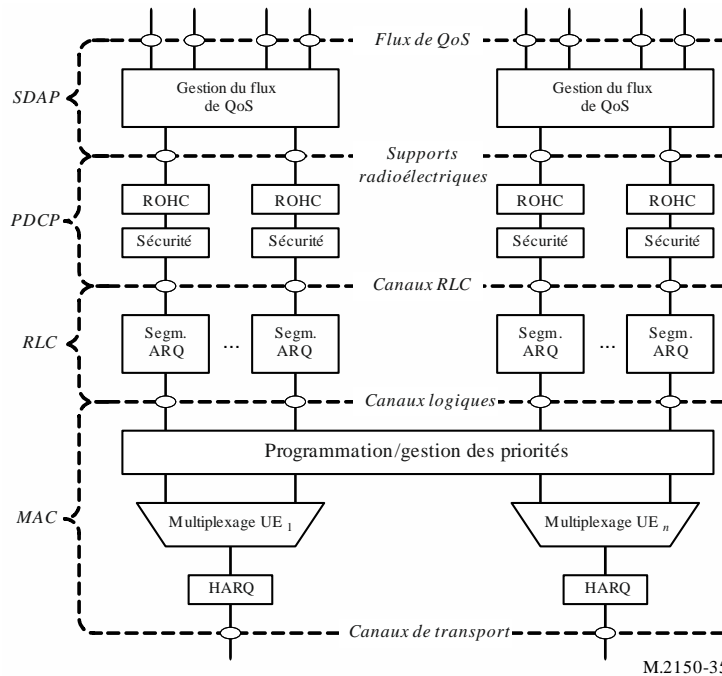 Flux de QoS
SDAP
Gestion du flux
de QoS
Gestion du flux
de QoS
Supports
radioélectriques
PDCP
ROHC
ROHC
ROHC
ROHC
Sécurité
Sécurité
Sécurité
Sécurité
Canaux RLC
RLC
Segm.
ARQ
...
Segm.
ARQ
Segm.
ARQ
...
Segm.
ARQ
Canaux logiques
MAC
Programmation/gestion des priorités
Multiplexage UE 1
Multiplexage UE n
HARQ
HARQ
Canaux de transport
M.2150-35